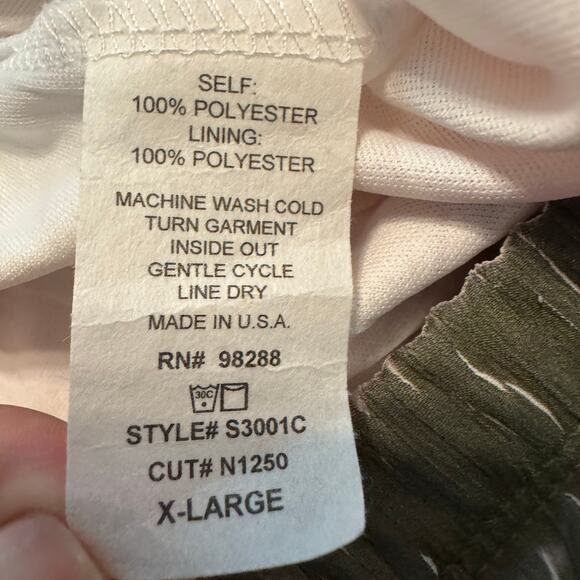 SELF:
100% POLYESTER
LINING:
100% POLYESTER
MACHINE WASH COLD
TURN GARMENT
INSIDE OUT
GENTLE CYCLE
LINE DRY
MADE IN U.S.A.
RN# 98288
30C
STYLE# S3001C
CUT# N1250
X-LARGE